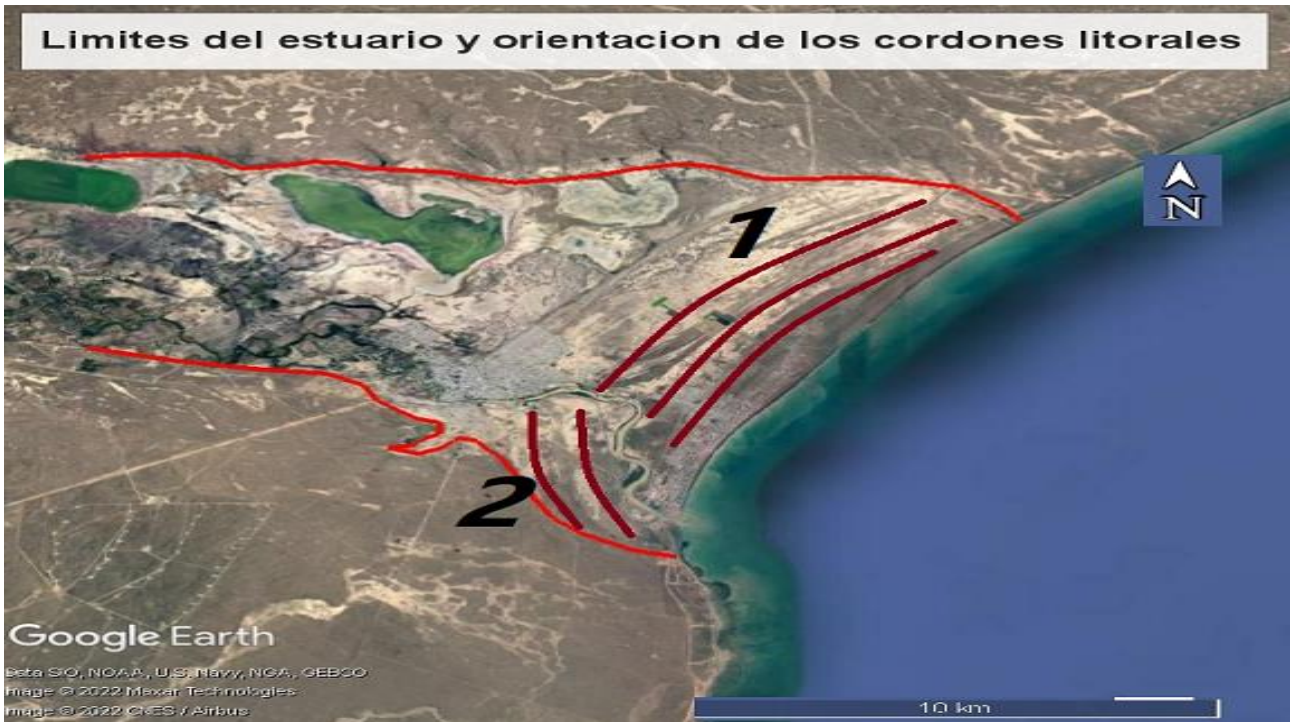 Limites del estuario y orientacion de los cordones litorales
N
1
2
Google Earth
Data SIO, NOAA, U.S. Navy, NGA, GEBCO
Image © 2022 Maxar Technologies
Image © 2022 CNES / Airbus
10 km